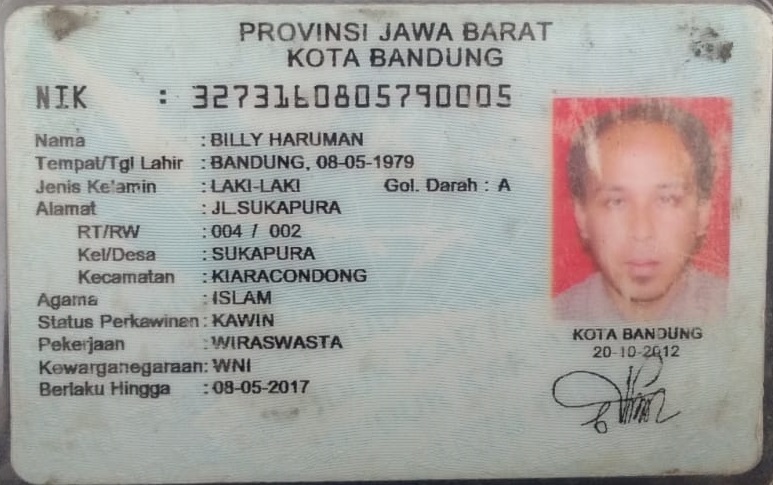 PROVINSI JAWA BARAT
KOTA BANDUNG
NIK : 3273160805790005
Nama : BILLY HARUMAN
Tempat/Tgl Lahir : BANDUNG, 08-05-1979
Jenis Kelamin : LAKI-LAKI Gol. Darah : A
Alamat : JL.SUKAPURA
RT/RW : 004 / 002
Kel/Desa : SUKAPURA
Kecamatan : KIARACONDONG
Agama : ISLAM
Status Perkawinan : KAWIN
Pekerjaan : WIRASWASTA
Kewarganegaraan: WNI
Berlaku Hingga : 08-05-2017
KOTA BANDUNG
20-10-2012